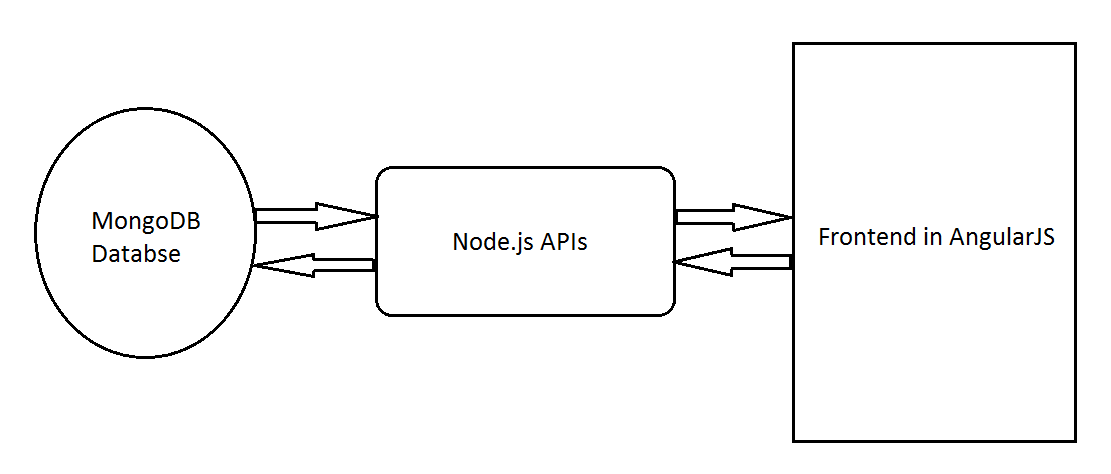 MongoDB
Databse
Node.js APIs
Frontend in AngularJS